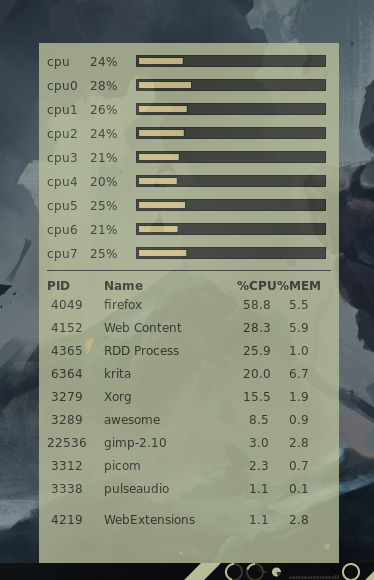 cpu 24%
cpu0 28%
cpu1 26%
cpu2 24%
cpu3 21%
cpu4 20%
cpu5 25%
cpu6 21%
cpu7 25%
PID Name %CPU%MEM
4049 firefox 58.8 5.5
4152 Web Content 28.3 5.9
4365 RDD Process 25.9 1.0
6364 krita 20.0 6.7
3279 Xorg 15.5 1.9
3289 awesome 8.5 0.9
22536 gimp-2.10 3.0 2.8
3312 picom 2.3 0.7
3338 pulseaudio 1.1 0.1
4219 WebExtensions 1.1 2.8